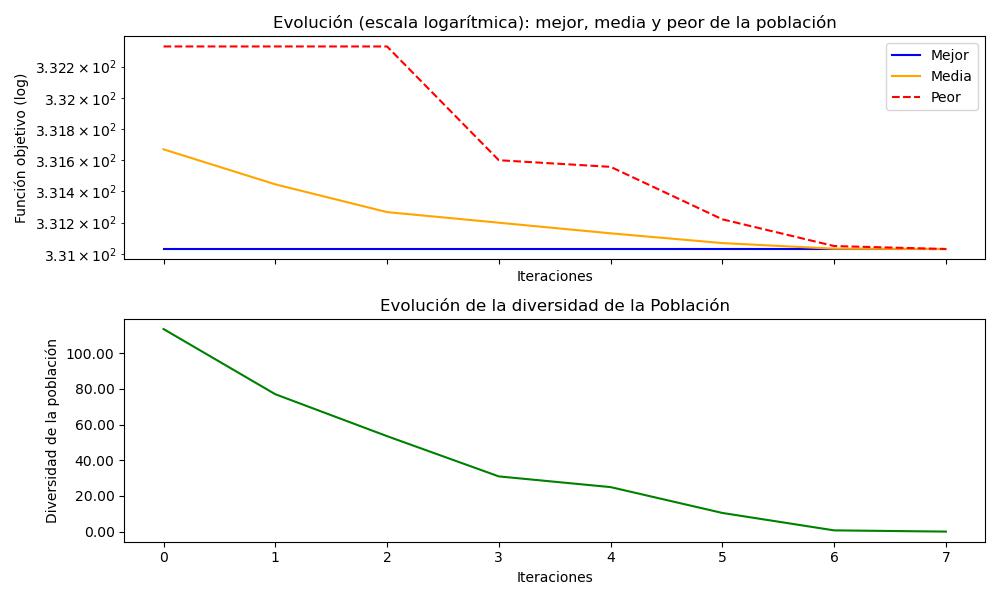 Evolución (escala logarítmica): mejor, media y peor de la población
Función objetivo (log)
3.322 × 10²
3.32 × 10²
3.318 × 10²
3.316 × 10²
3.314 × 10²
3.312 × 10²
3.31 × 10²
Mejor
Media
Peor
Iteraciones
Evolución de la diversidad de la Población
Diversidad de la población
100.00
80.00
60.00
40.00
20.00
0.00
0 1 2 3 4 5 6 7
Iteraciones